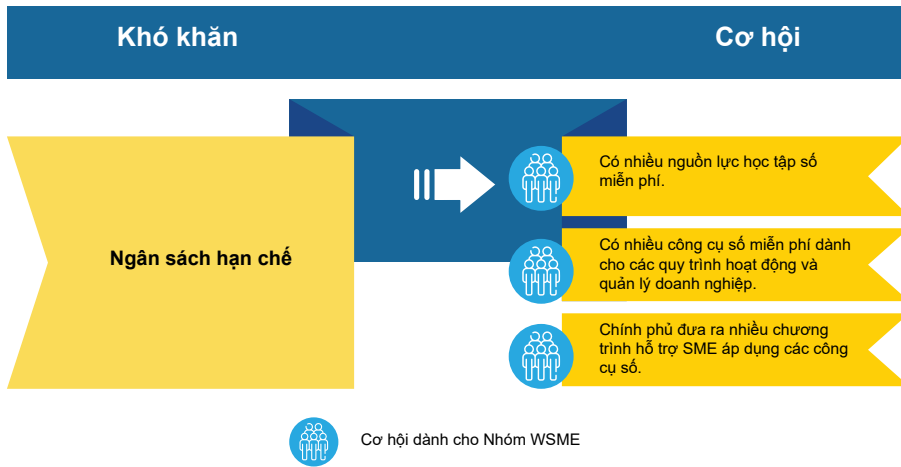 Khó khăn
Cơ hội
Ngân sách hạn chế
Có nhiều nguồn lực học tập số
miễn phí.
Có nhiều công cụ số miễn phí dành
cho các quy trình hoạt động và
quản lý doanh nghiệp.
Chính phủ đưa ra nhiều chương
trình hỗ trợ SME áp dụng các công
cụ số.
Cơ hội dành cho Nhóm WSME